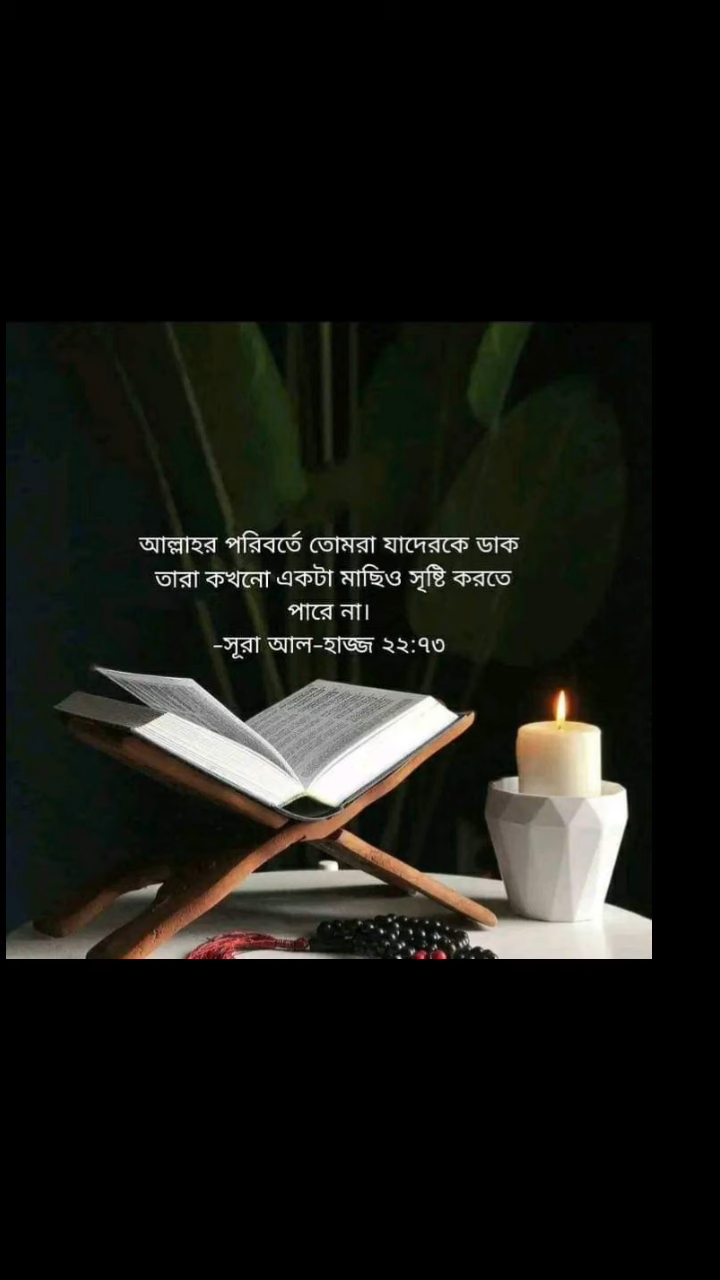 আল্লাহর পরিবর্তে তোমরা যাদেরকে ডাক
তারা কখনো একটা মাছিও সৃষ্টি করতে
পারে না।
-সূরা আল-হাজ্জ ২২:৭৩